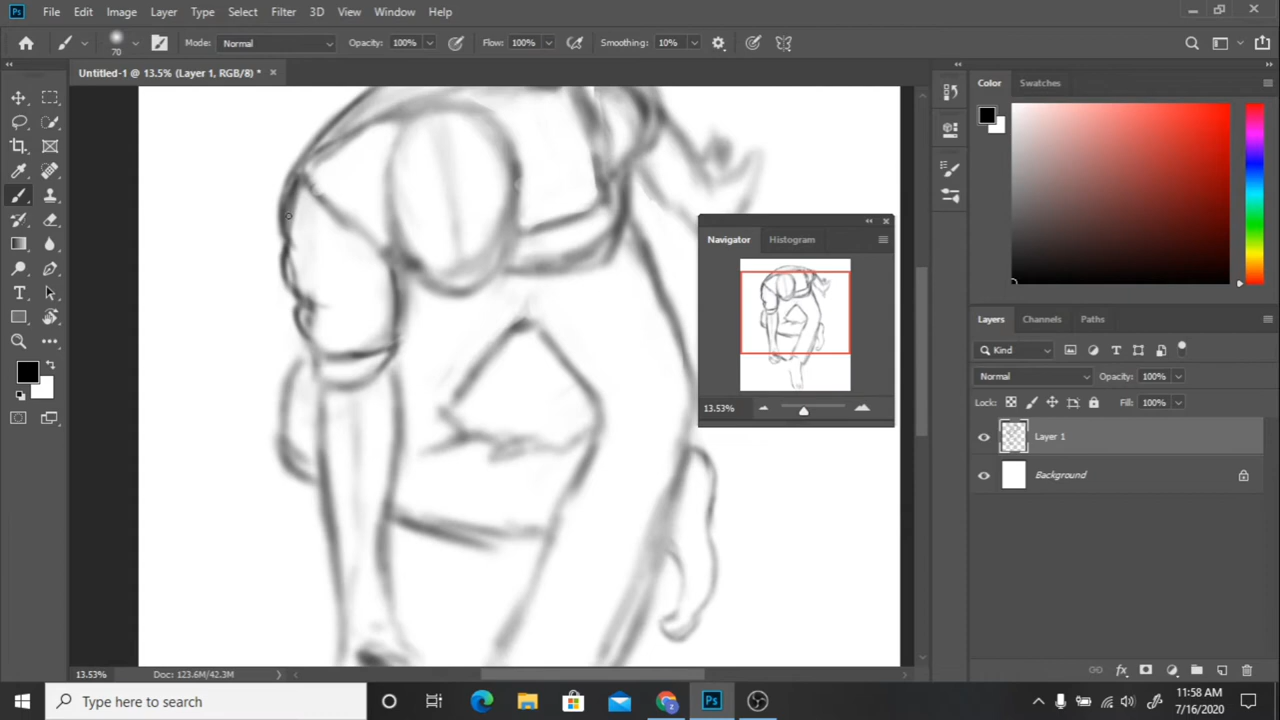 Ps File Edit Image Layer Type Select Filter 3D View Window Help
70 Mode: Normal Opacity: 100% Flow: 100% Smoothing: 10%
Untitled-1 @ 13.5% (Layer 1, RGB/8) * ×
Color Swatches
Navigator Histogram
13.53%
Layers Channels Paths
Kind
Normal Opacity: 100%
Lock: Fill: 100%
Layer 1
Background
13.53% Doc: 123.6M/42.3M
Type here to search
Ps
11:58 AM
7/16/2020